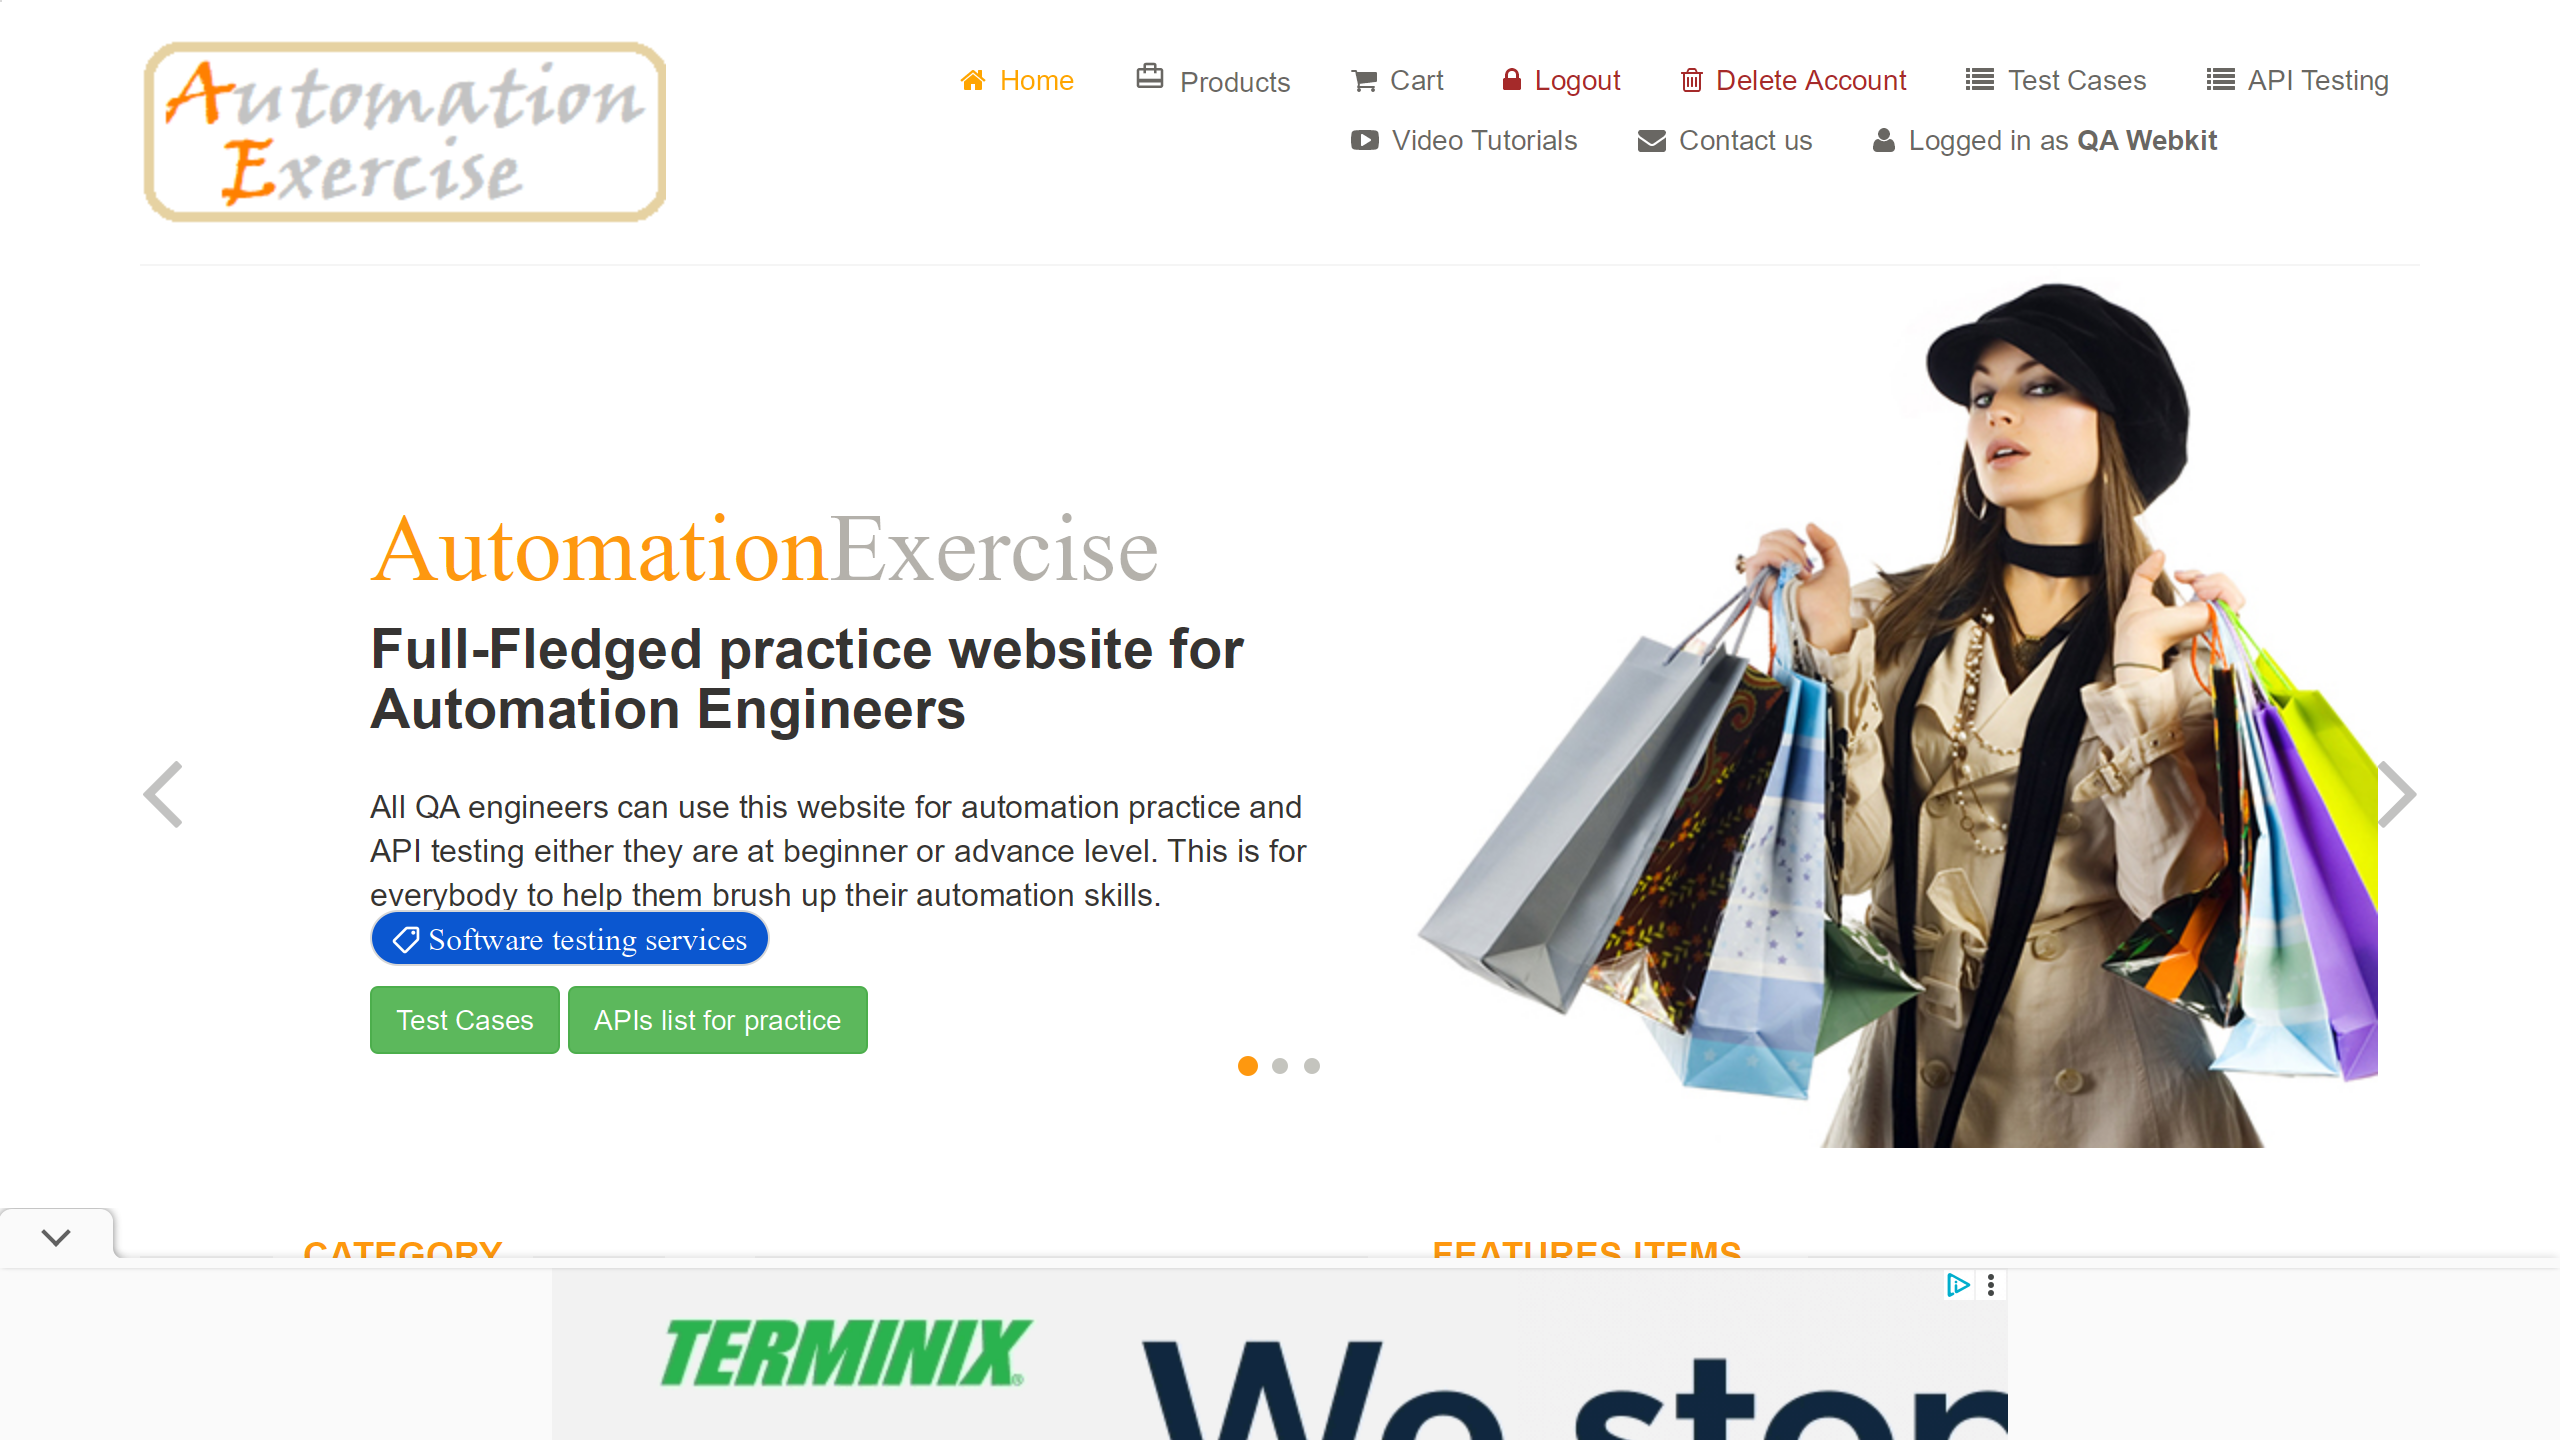 Automation
Exercise
Home
Products
Cart
Logout
Delete Account
Test Cases
API Testing
Video Tutorials
Contact us
Logged in as QA Webkit
AutomationExercise
Full-Fledged practice website for
Automation Engineers
All QA engineers can use this website for automation practice and
API testing either they are at beginner or advance level. This is for
everybody to help them brush up their automation skills.
Software testing services
Test Cases
APIs list for practice
CATEGORY
FEATURES ITEMS
TERMINIX®
We stop